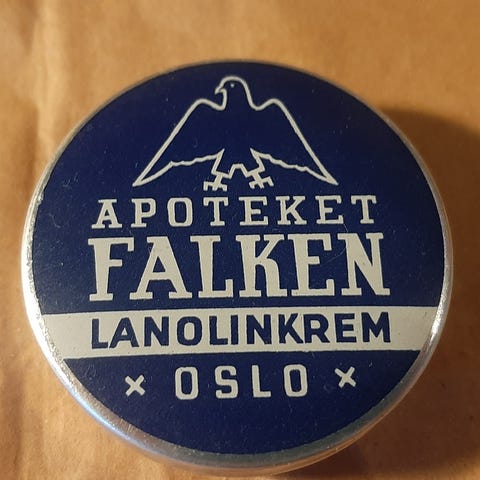 APOTEKET
FALKEN
LANOLINKREM
× OSLO ×